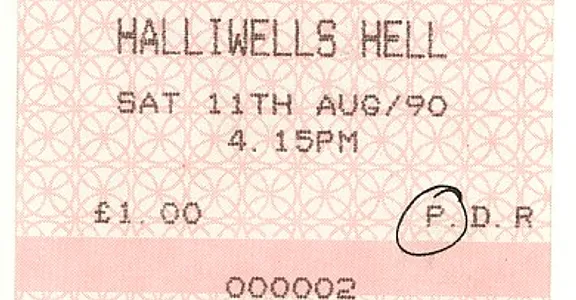 HALLIWELLS HELL
SAT 11TH AUG/90
4.15PM
£1.00 P.D.R
000002